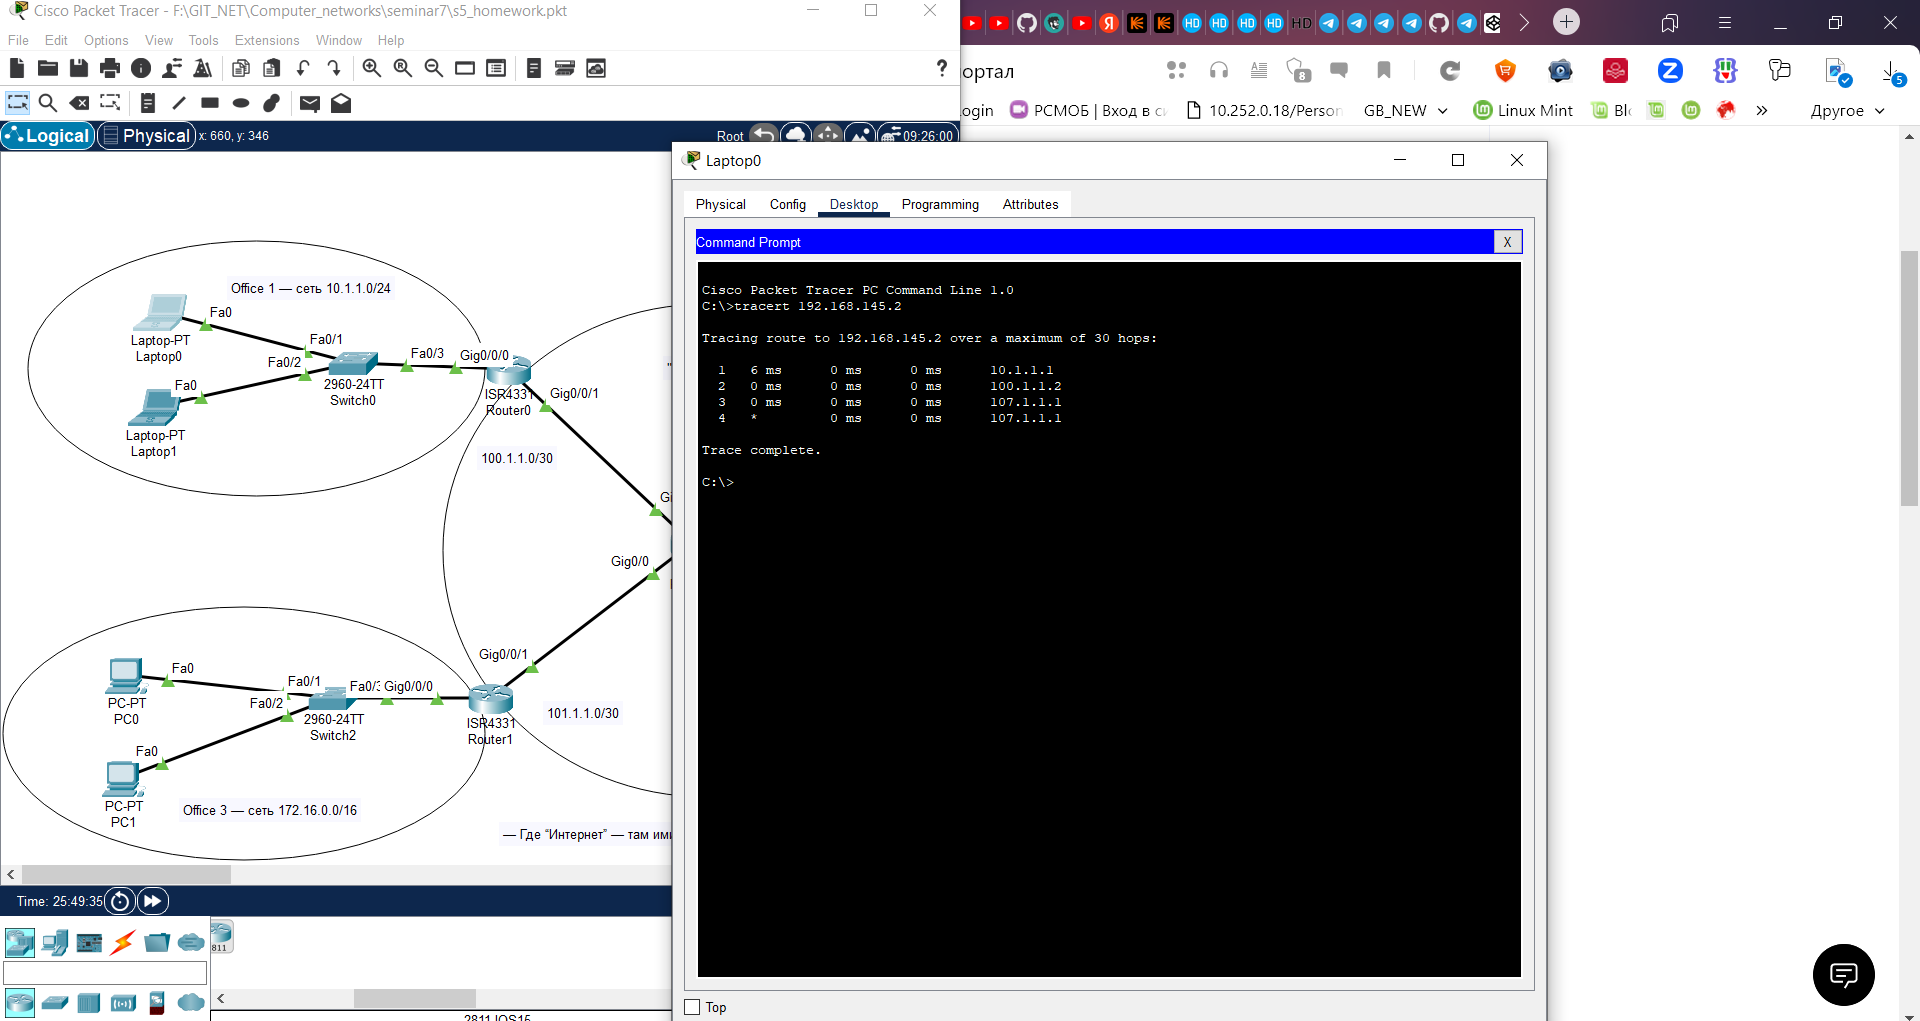 Cisco Packet Tracer - F:\GIT_NET\Computer_networks\seminar7\s5_homework.pkt
File Edit Options View Tools Extensions Window Help
Logical Physical x: 660, y: 346
Root 09:26:00
Office 1 — сеть 10.1.1.0/24
Fa0
Laptop-PT
Laptop0
Fa0/1
Fa0/2
Fa0/3
Gig0/0/0
Fa0
2960-24TT
Switch0
ISR4331
Router0
Gig0/0/1
Laptop-PT
Laptop1
100.1.1.0/30
Gig0/0
Gig0/0/1
Fa0
Fa0/1
Fa0/2
Gig0/0/0
PC-PT
PC0
2960-24TT
Switch2
ISR4331
Router1
101.1.1.0/30
Fa0
PC-PT
PC1
Office 3 — сеть 172.16.0.0/16
— Где “Интернет” — там
Time: 25:49:35
811
2811 IOS15
HD HD HD HD HD
8
5
РСМОБ | Вход в
10.252.0.18/Person
GB_NEW
Linux Mint
»
Другое
Laptop0
Physical Config Desktop Programming Attributes
Command Prompt
X
Cisco Packet Tracer PC Command Line 1.0
C:\>tracert 192.168.145.2
Tracing route to 192.168.145.2 over a maximum of 30 hops:
1 6 ms 0 ms 0 ms 10.1.1.1
2 0 ms 0 ms 0 ms 100.1.1.2
3 0 ms 0 ms 0 ms 107.1.1.1
4 * 0 ms 0 ms 107.1.1.1
Trace complete.
C:\>
Top